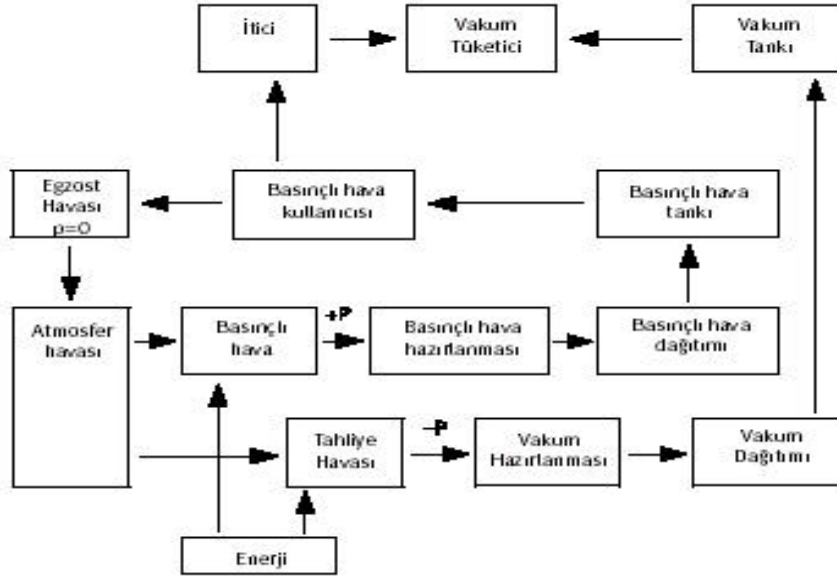 İtici
Vakum
Tüketici
Vakum
Tankı
Egzost
Havası
p=0
Basınçlı hava
kullanıcısı
Basınçlı hava
tankı
Atmosfer
havası
Basınçlı
hava
+P
Basınçlı hava
hazırlanması
Basınçlı hava
dağıtımı
Tahliye
Havası
-P
Vakum
Hazırlanması
Vakum
Dağıtımı
Enerji